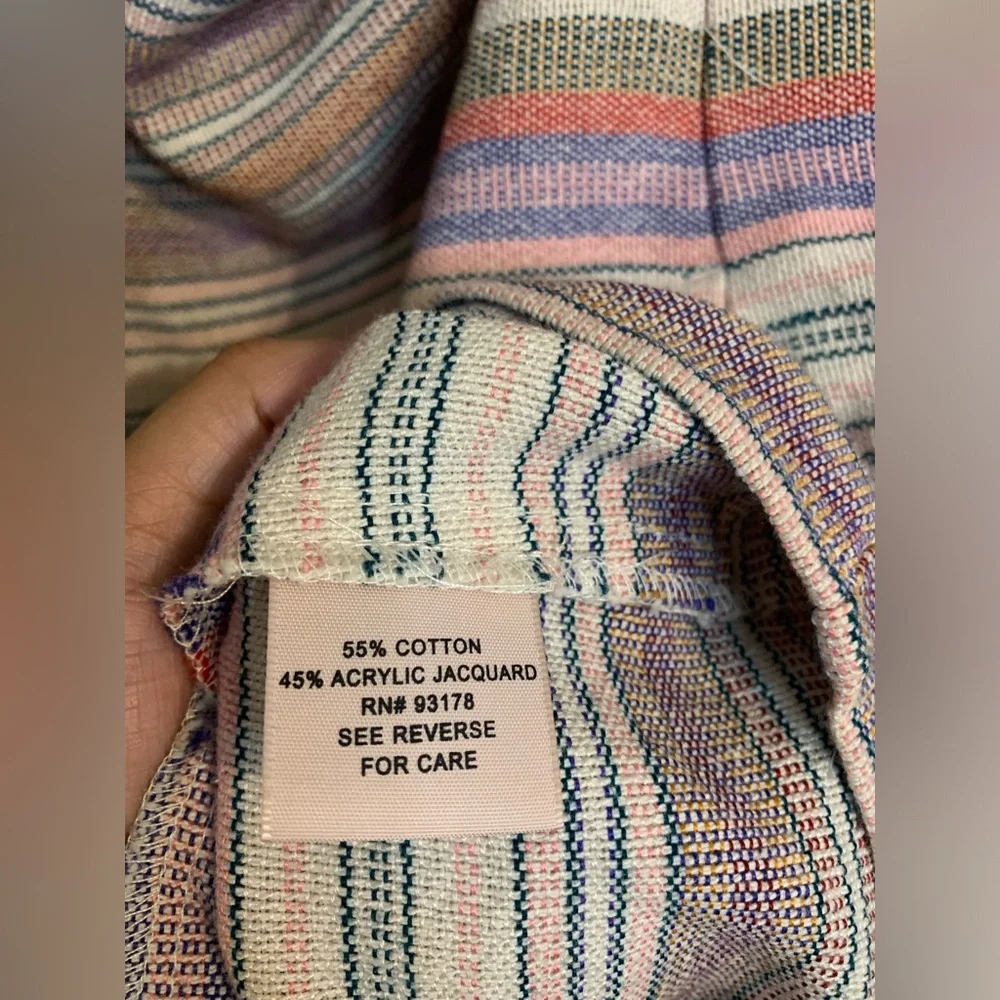 55% COTTON
45% ACRYLIC JACQUARD
RN# 93178
SEE REVERSE
FOR CARE